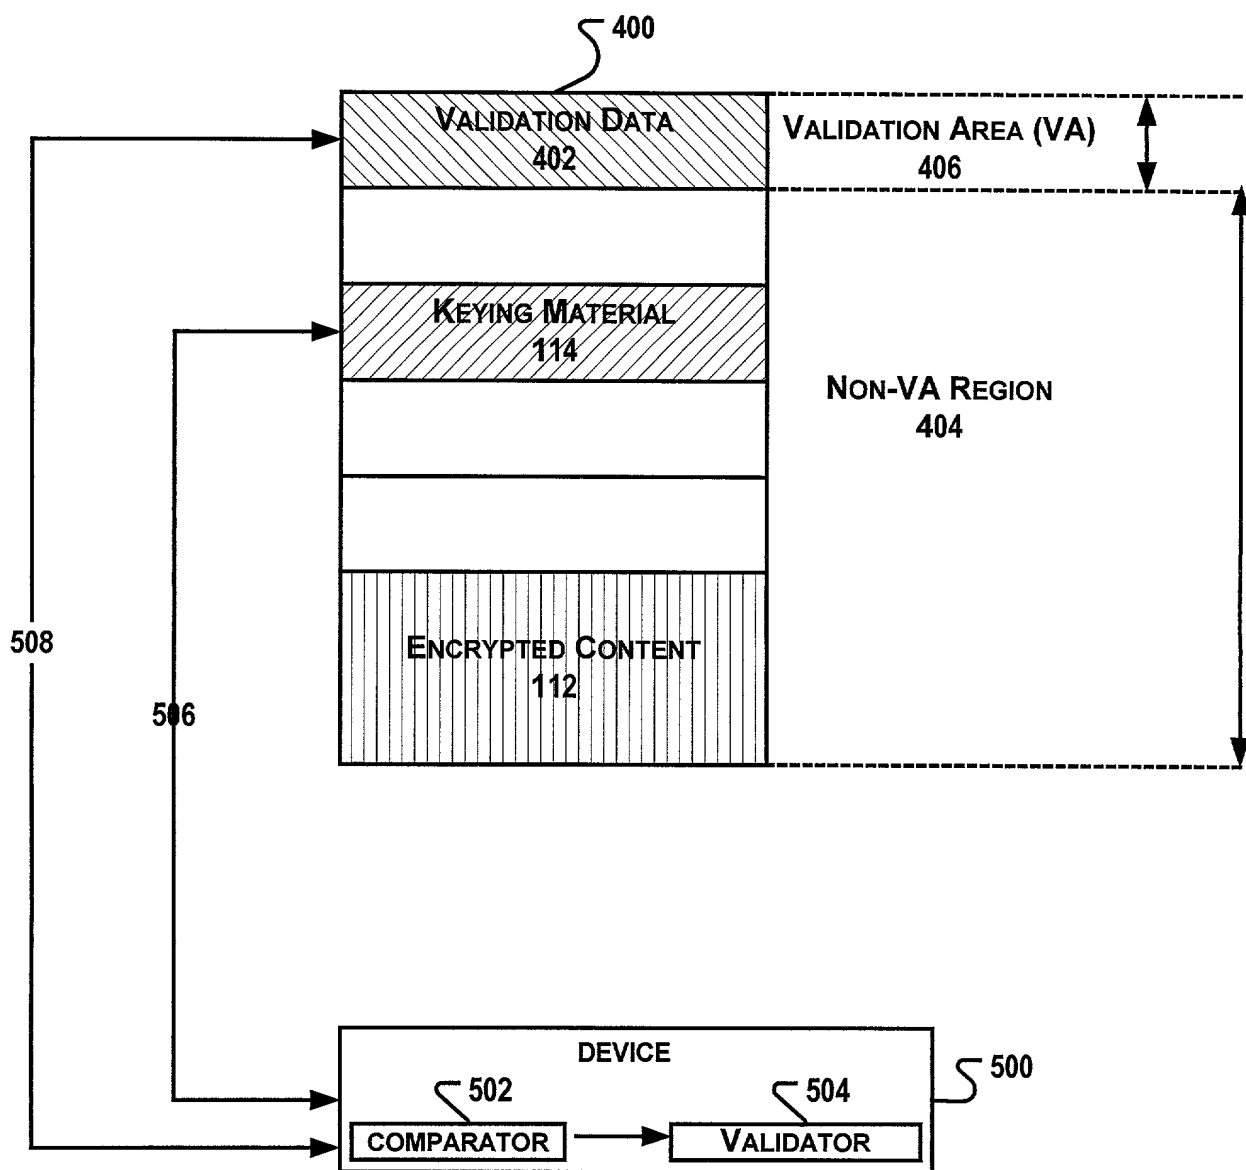 400
VALIDATION DATA
402
VALIDATION AREA (VA)
406
KEYING MATERIAL
114
NON-VA REGION
404
508
ENCRYPTED CONTENT
112
506
DEVICE
500
502
504
COMPARATOR
VALIDATOR